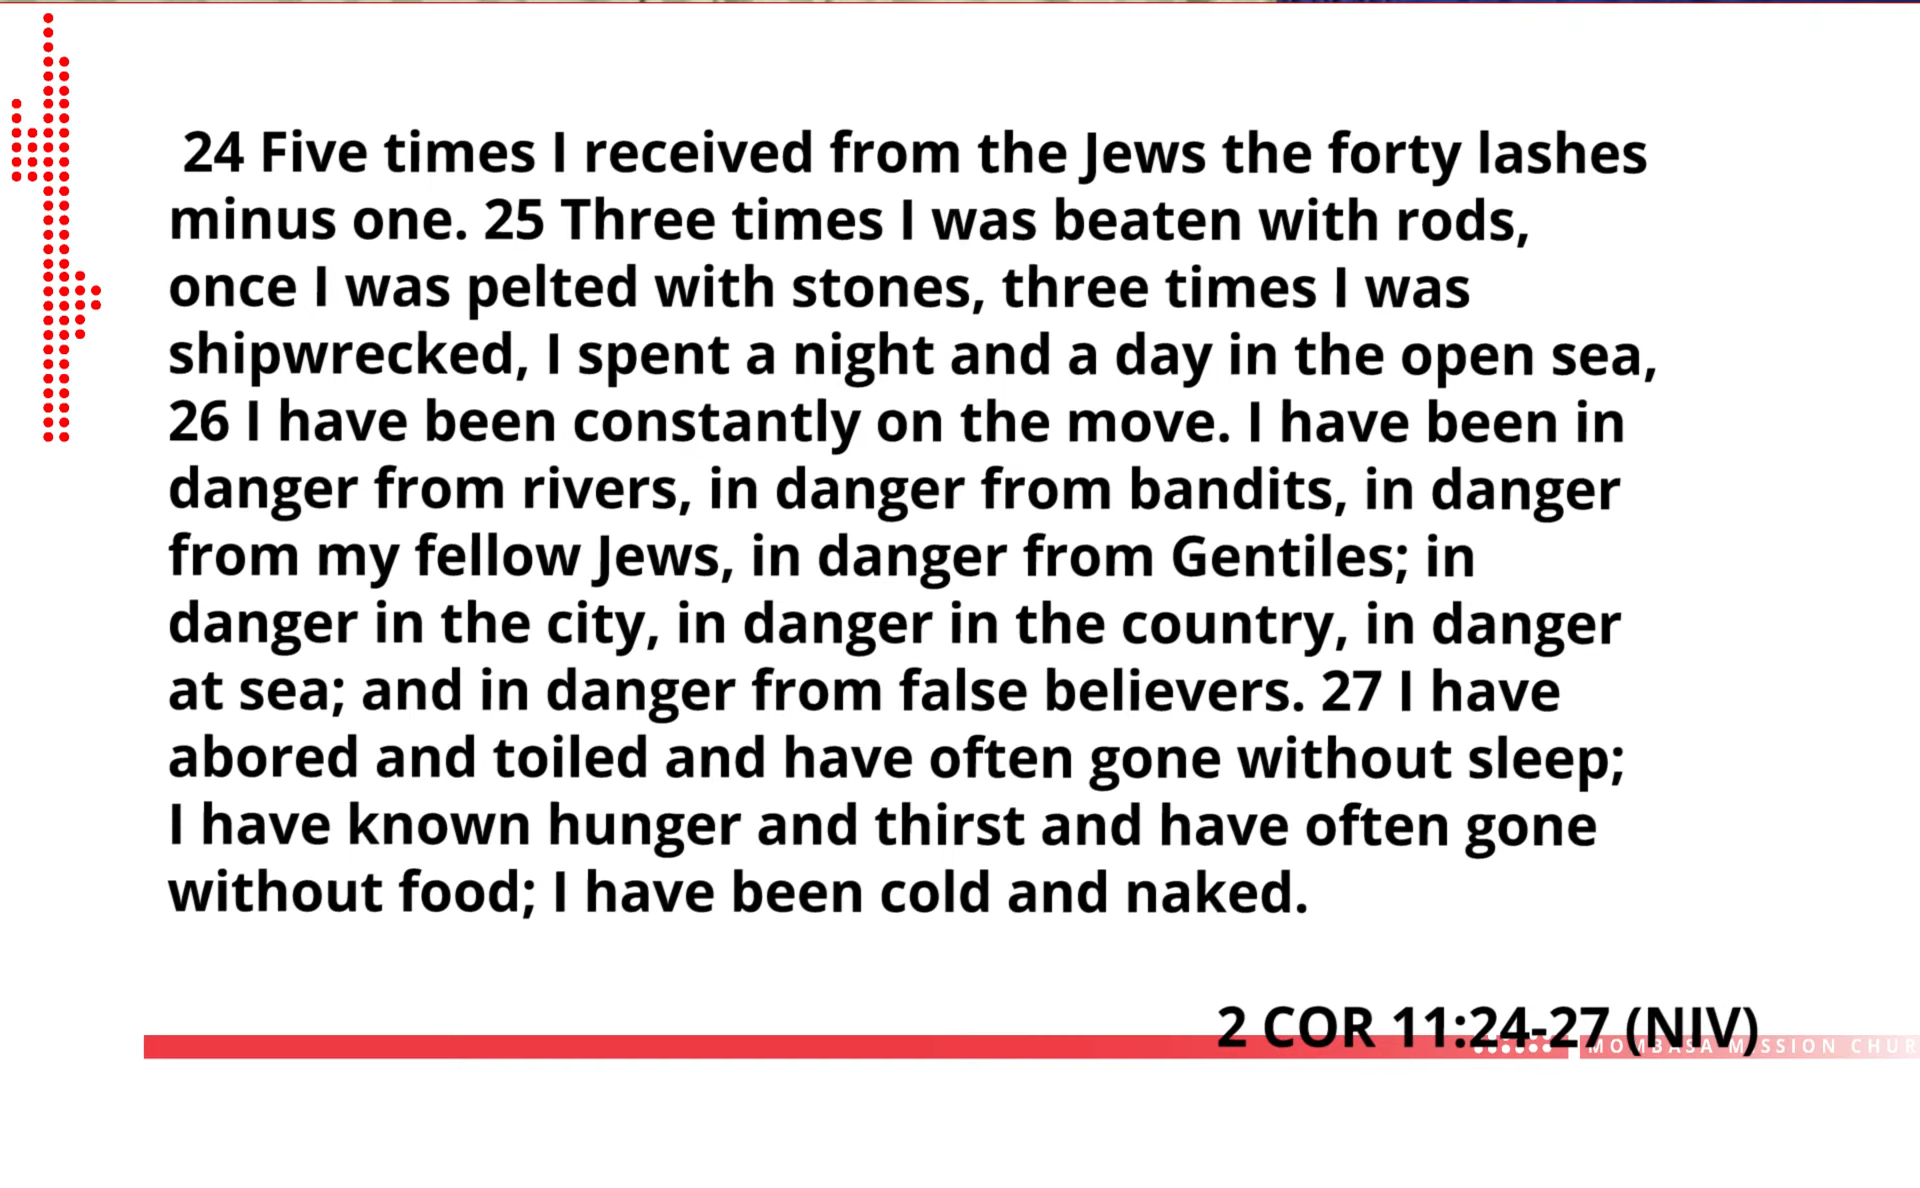 24 Five times I received from the Jews the forty lashes
minus one. 25 Three times I was beaten with rods,
once I was pelted with stones, three times I was
shipwrecked, I spent a night and a day in the open sea,
26 I have been constantly on the move. I have been in
danger from rivers, in danger from bandits, in danger
from my fellow Jews, in danger from Gentiles; in
danger in the city, in danger in the country, in danger
at sea; and in danger from false believers. 27 I have
abored and toiled and have often gone without sleep;
I have known hunger and thirst and have often gone
without food; I have been cold and naked.
2 COR 11:24-27 (NIV)
MOMBASA MISSION CHUR